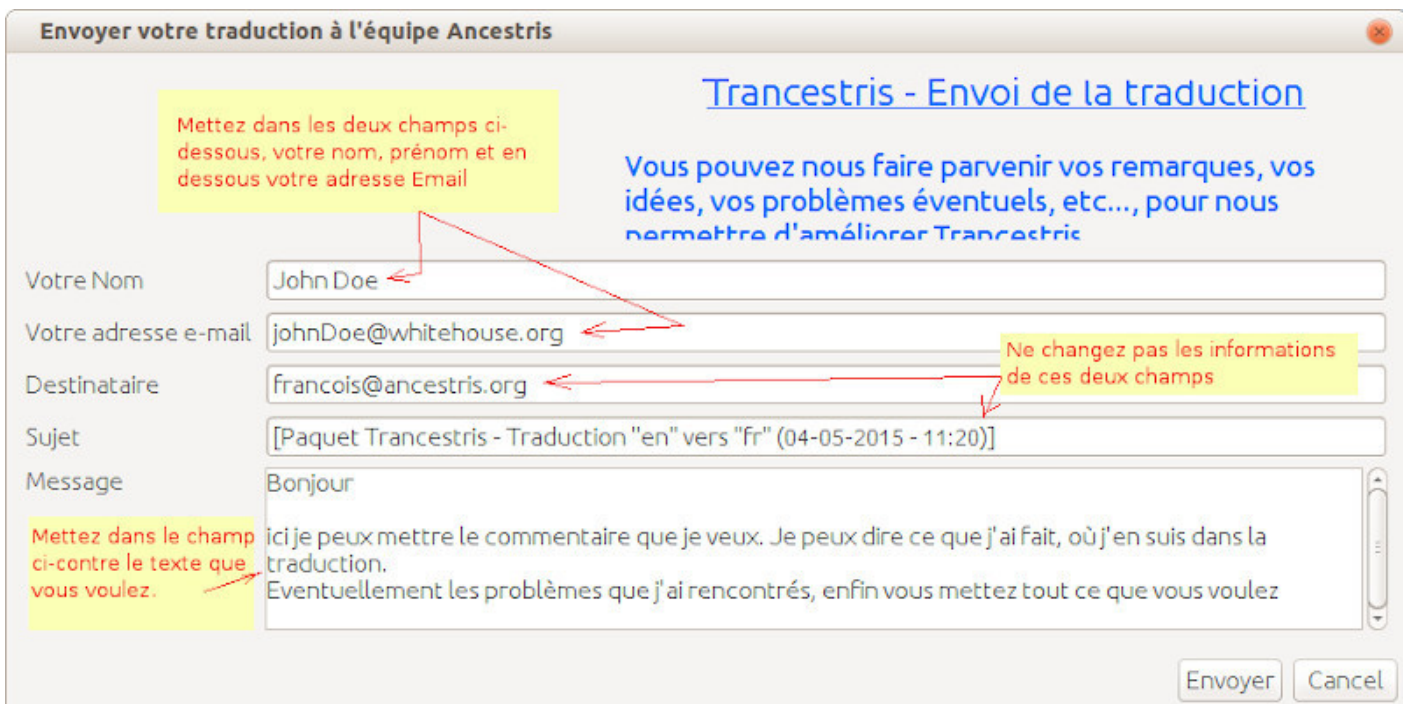 Envoyer votre traduction à l'équipe Ancestris
Trancestris - Envoi de la traduction
Mettez dans les deux champs ci-
dessous, votre nom, prénom et en
dessous votre adresse Email
Vous pouvez nous faire parvenir vos remarques, vos
idées, vos problèmes éventuels, etc..., pour nous
permettre d'améliorer Trancestris
Votre Nom John Doe
Votre adresse e-mail johnDoe@whitehouse.org
Ne changez pas les informations
de ces deux champs
Destinataire francois@ancestris.org
Sujet [Paquet Trancestris - Traduction "en" vers "fr" (04-05-2015 - 11:20)]
Message Bonjour
Mettez dans le champ
ci-contre le texte que
vous voulez.
ici je peux mettre le commentaire que je veux. Je peux dire ce que j'ai fait, où j'en suis dans la
traduction.
Eventuellement les problèmes que j'ai rencontrés, enfin vous mettez tout ce que vous voulez
Envoyer Cancel